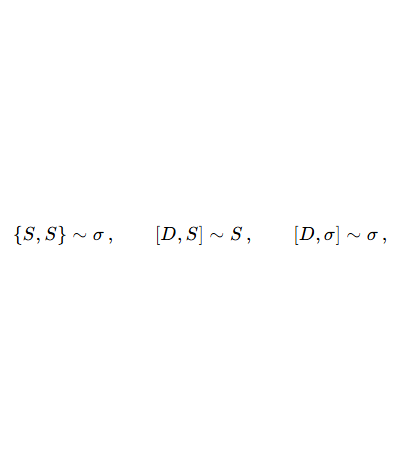 {S, S} ∼ σ , [D, S] ∼ S , [D, σ] ∼ σ ,